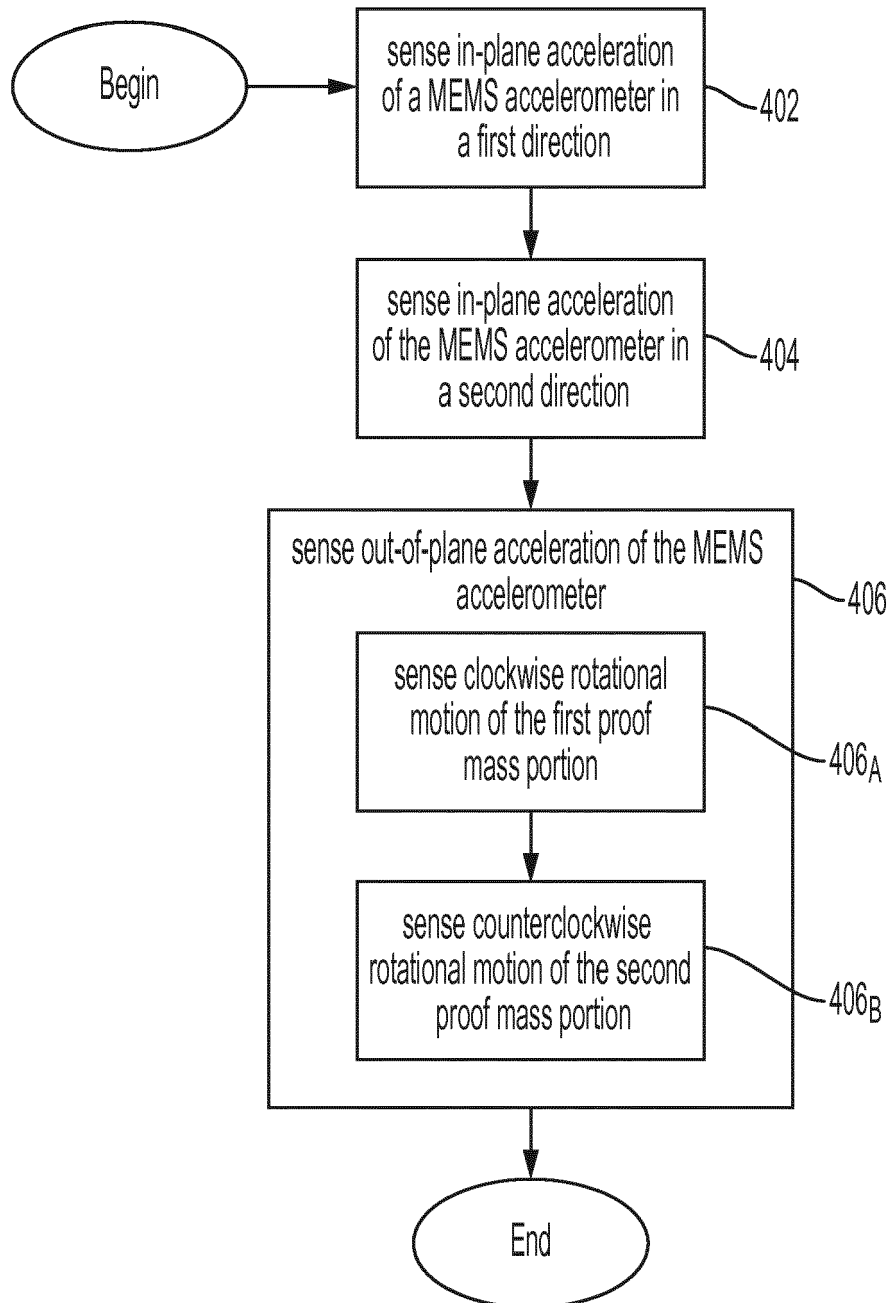 Begin
sense in-plane acceleration
of a MEMS accelerometer in
a first direction
402
sense in-plane acceleration
of the MEMS accelerometer in
a second direction
404
sense out-of-plane acceleration of the MEMS
accelerometer
406
sense clockwise rotational
motion of the first proof
mass portion
406A
sense counterclockwise
rotational motion of the second
proof mass portion
406B
End